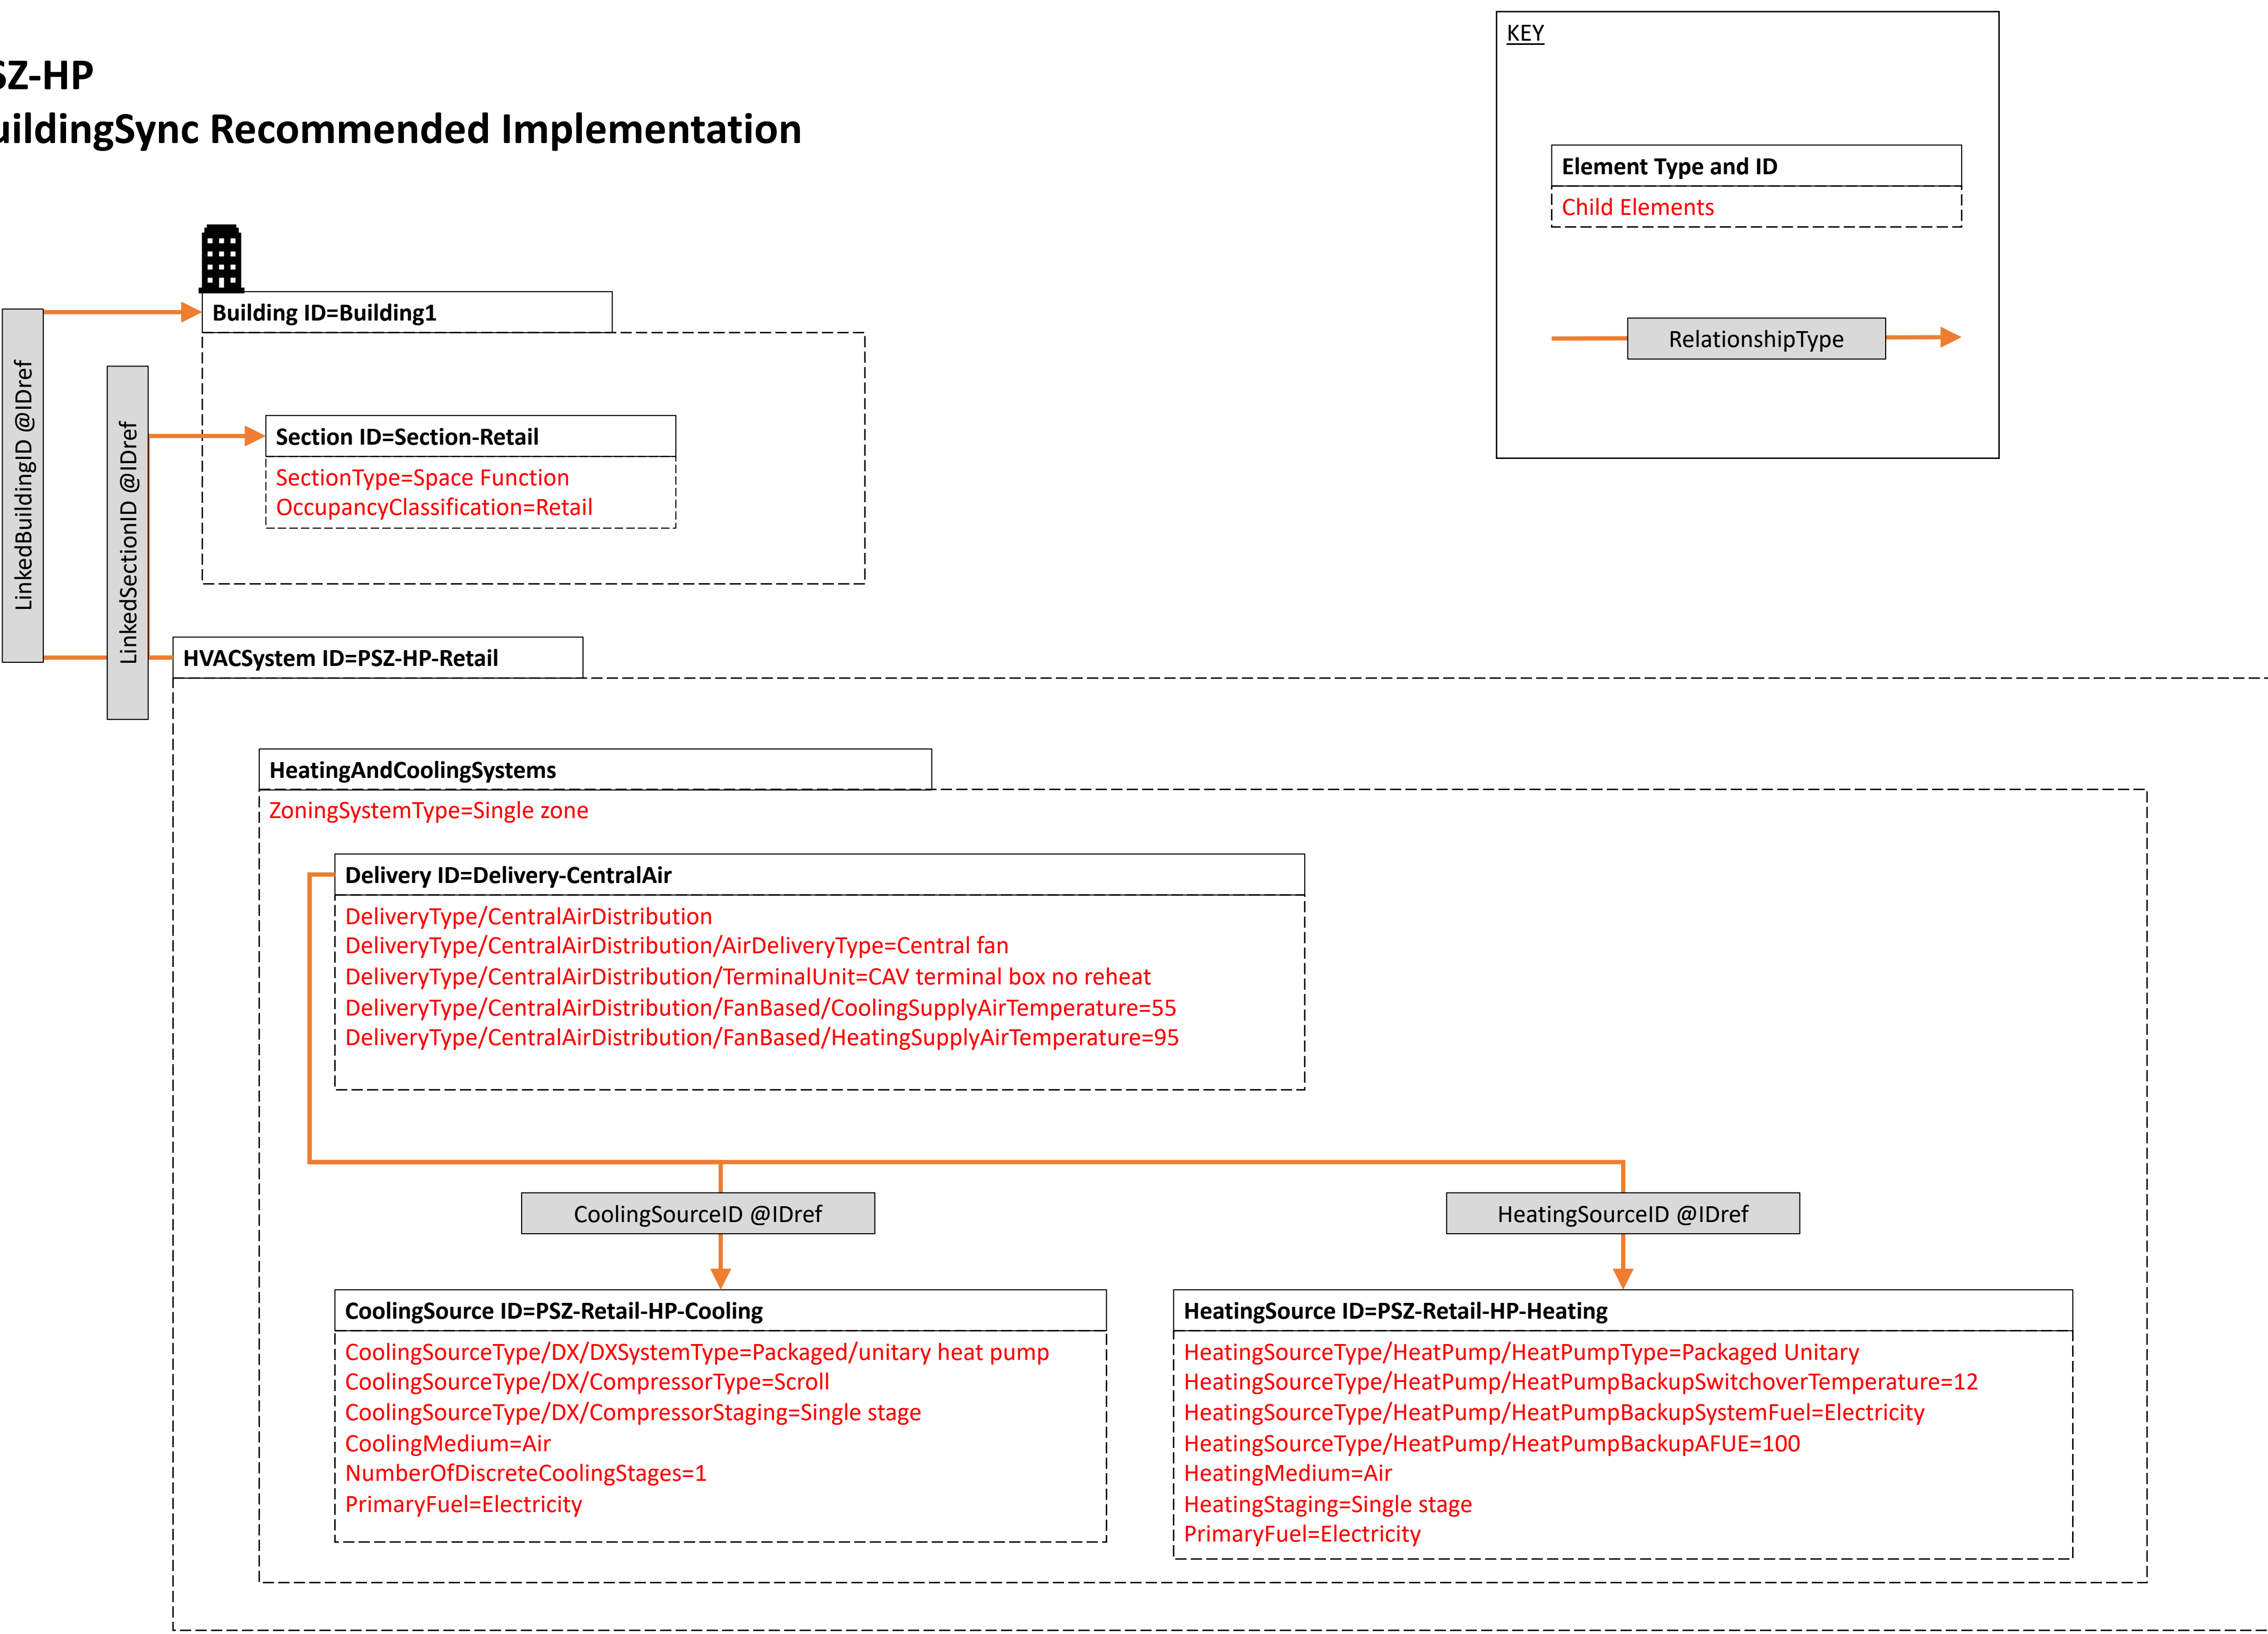 SZ-HP
uildingSync Recommended Implementation
KEY
Element Type and ID
Child Elements
RelationshipType
Building ID=Building1
LinkedBuildingID @IDref
LinkedSectionID @IDref
Section ID=Section-Retail
SectionType=Space Function
OccupancyClassification=Retail
HVACSystem ID=PSZ-HP-Retail
HeatingAndCoolingSystems
ZoningSystemType=Single zone
Delivery ID=Delivery-CentralAir
DeliveryType/CentralAirDistribution
DeliveryType/CentralAirDistribution/AirDeliveryType=Central fan
DeliveryType/CentralAirDistribution/TerminalUnit=CAV terminal box no reheat
DeliveryType/CentralAirDistribution/FanBased/CoolingSupplyAirTemperature=55
DeliveryType/CentralAirDistribution/FanBased/HeatingSupplyAirTemperature=95
CoolingSourceID @IDref
HeatingSourceID @IDref
CoolingSource ID=PSZ-Retail-HP-Cooling
CoolingSourceType/DX/DXSystemType=Packaged/unitary heat pump
CoolingSourceType/DX/CompressorType=Scroll
CoolingSourceType/DX/CompressorStaging=Single stage
CoolingMedium=Air
NumberOfDiscreteCoolingStages=1
PrimaryFuel=Electricity
HeatingSource ID=PSZ-Retail-HP-Heating
HeatingSourceType/HeatPump/HeatPumpType=Packaged Unitary
HeatingSourceType/HeatPump/HeatPumpBackupSwitchoverTemperature=12
HeatingSourceType/HeatPump/HeatPumpBackupSystemFuel=Electricity
HeatingSourceType/HeatPump/HeatPumpBackupAFUE=100
HeatingMedium=Air
HeatingStaging=Single stage
PrimaryFuel=Electricity